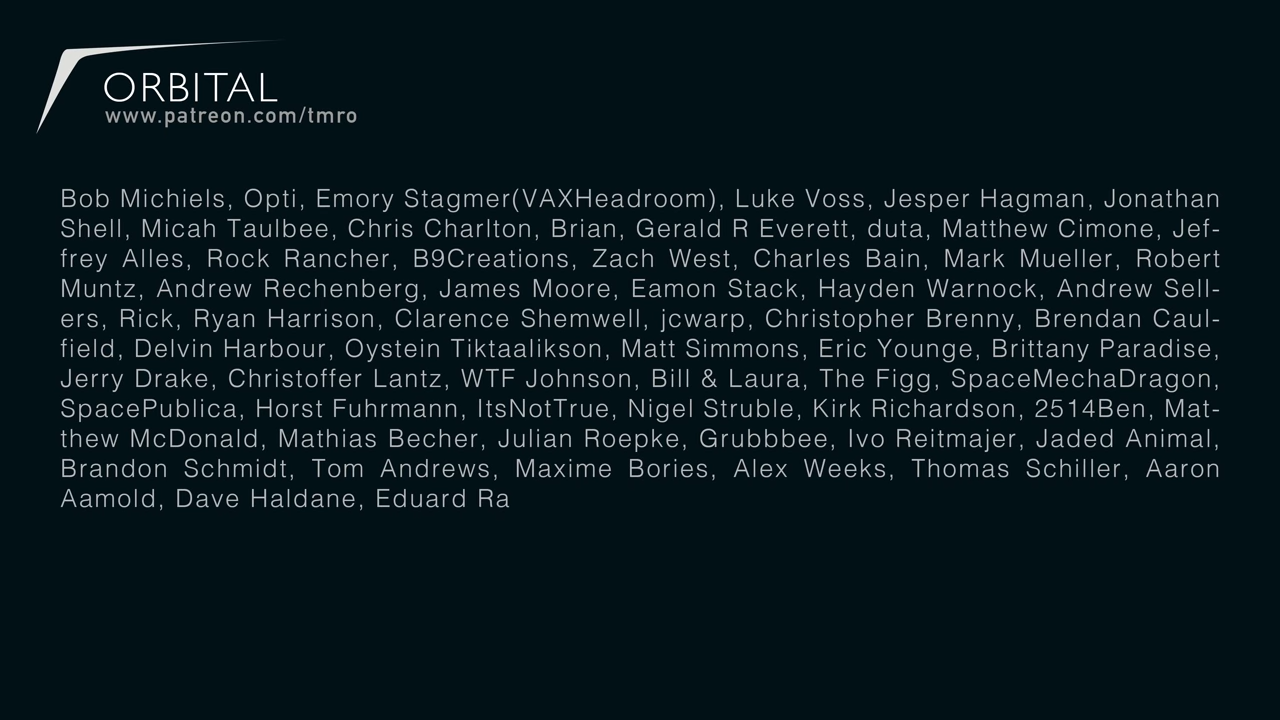 ORBITAL
www.patreon.com/tmro
Bob Michiels, Opti, Emory Stagmer(VAXHeadroom), Luke Voss, Jesper Hagman, Jonathan
Shell, Micah Taulbee, Chris Charlton, Brian, Gerald R Everett, duta, Matthew Cimone, Jef-
frey Alles, Rock Rancher, B9Creations, Zach West, Charles Bain, Mark Mueller, Robert
Muntz, Andrew Rechenberg, James Moore, Eamon Stack, Hayden Warnock, Andrew Sell-
ers, Rick, Ryan Harrison, Clarence Shemwell, jcwarp, Christopher Brenny, Brendan Caul-
field, Delvin Harbour, Oystein Tiktaalikson, Matt Simmons, Eric Younge, Brittany Paradise,
Jerry Drake, Christoffer Lantz, WTF Johnson, Bill & Laura, The Figg, SpaceMechaDragon,
SpacePublica, Horst Fuhrmann, ItsNotTrue, Nigel Struble, Kirk Richardson, 2514Ben, Mat-
thew McDonald, Mathias Becher, Julian Roepke, Grubbbee, Ivo Reitmajer, Jaded Animal,
Brandon Schmidt, Tom Andrews, Maxime Bories, Alex Weeks, Thomas Schiller, Aaron
Aamold, Dave Haldane, Eduard Ra